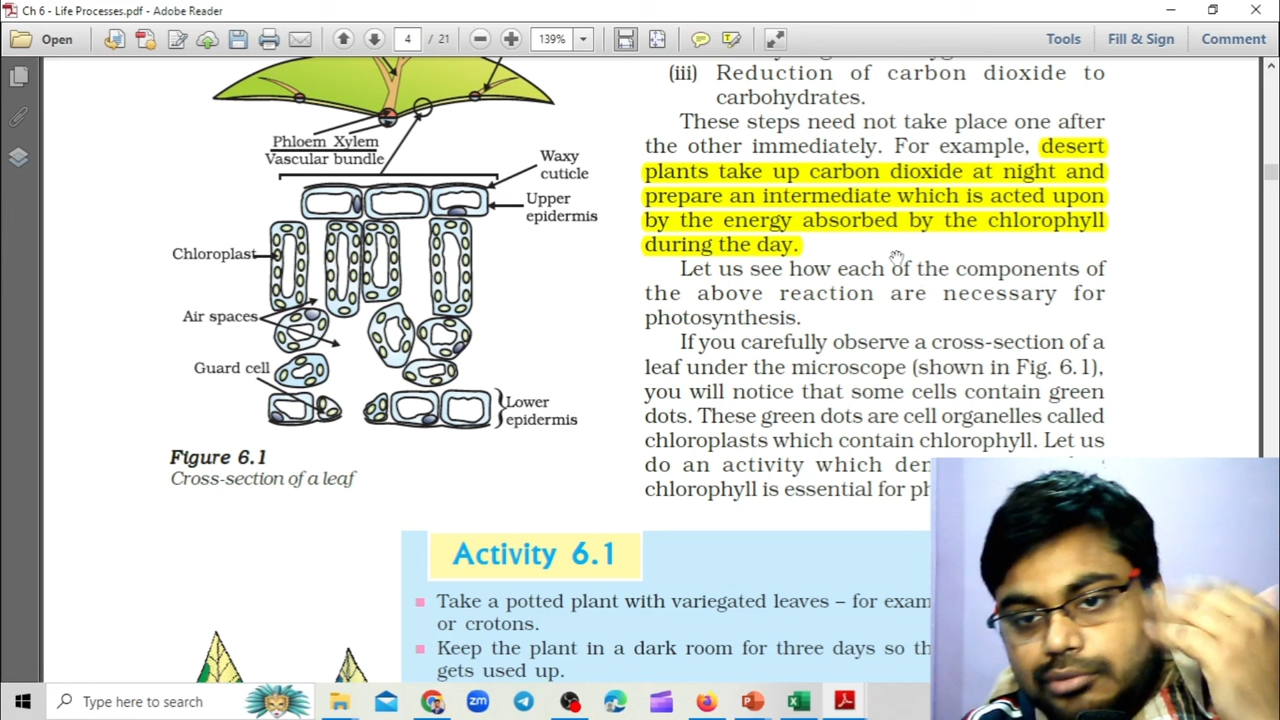 Ch 6 - Life Processes.pdf - Adobe Reader
Open
4
/ 21
139%
Tools
Fill & Sign
Comment
Phloem Xylem
Vascular bundle
Waxy
cuticle
Upper
epidermis
Chloroplast
Air spaces
Guard cell
Lower
epidermis
Figure 6.1
Cross-section of a leaf
(iii) Reduction of carbon dioxide to
carbohydrates.
These steps need not take place one after
the other immediately. For example, desert
plants take up carbon dioxide at night and
prepare an intermediate which is acted upon
by the energy absorbed by the chlorophyll
during the day.
Let us see how each of the components of
the above reaction are necessary for
photosynthesis.
If you carefully observe a cross-section of a
leaf under the microscope (shown in Fig. 6.1),
you will notice that some cells contain green
dots. These green dots are cell organelles called
chloroplasts which contain chlorophyll. Let us
do an activity which
chlorophyll is essential for
Activity 6.1
Take a potted plant with variegated leaves – for
or crotons.
Keep the plant in a dark room for three days so
gets used up.
Type here to search
zm